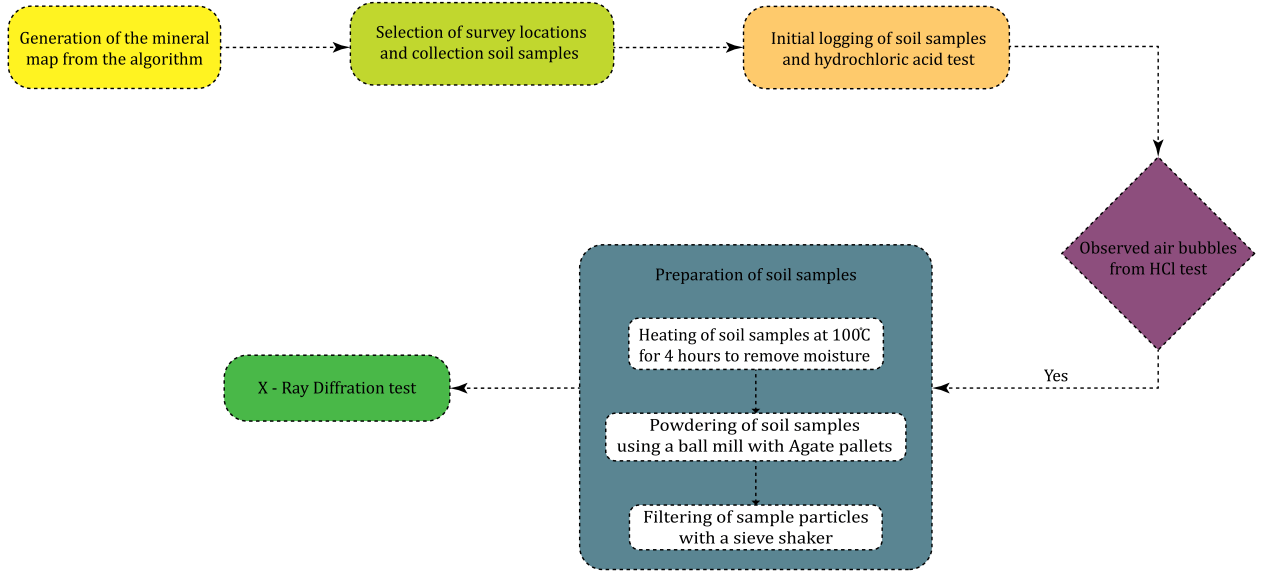 Generation of the mineral
map from the algorithm
Selection of survey locations
and collection soil samples
Initial logging of soil samples
and hydrochloric acid test
Observed air bubbles
from HCl test
Yes
Preparation of soil samples
Heating of soil samples at 100°C
for 4 hours to remove moisture
Powdering of soil samples
using a ball mill with Agate pallets
Filtering of sample particles
with a sieve shaker
X - Ray Diffration test